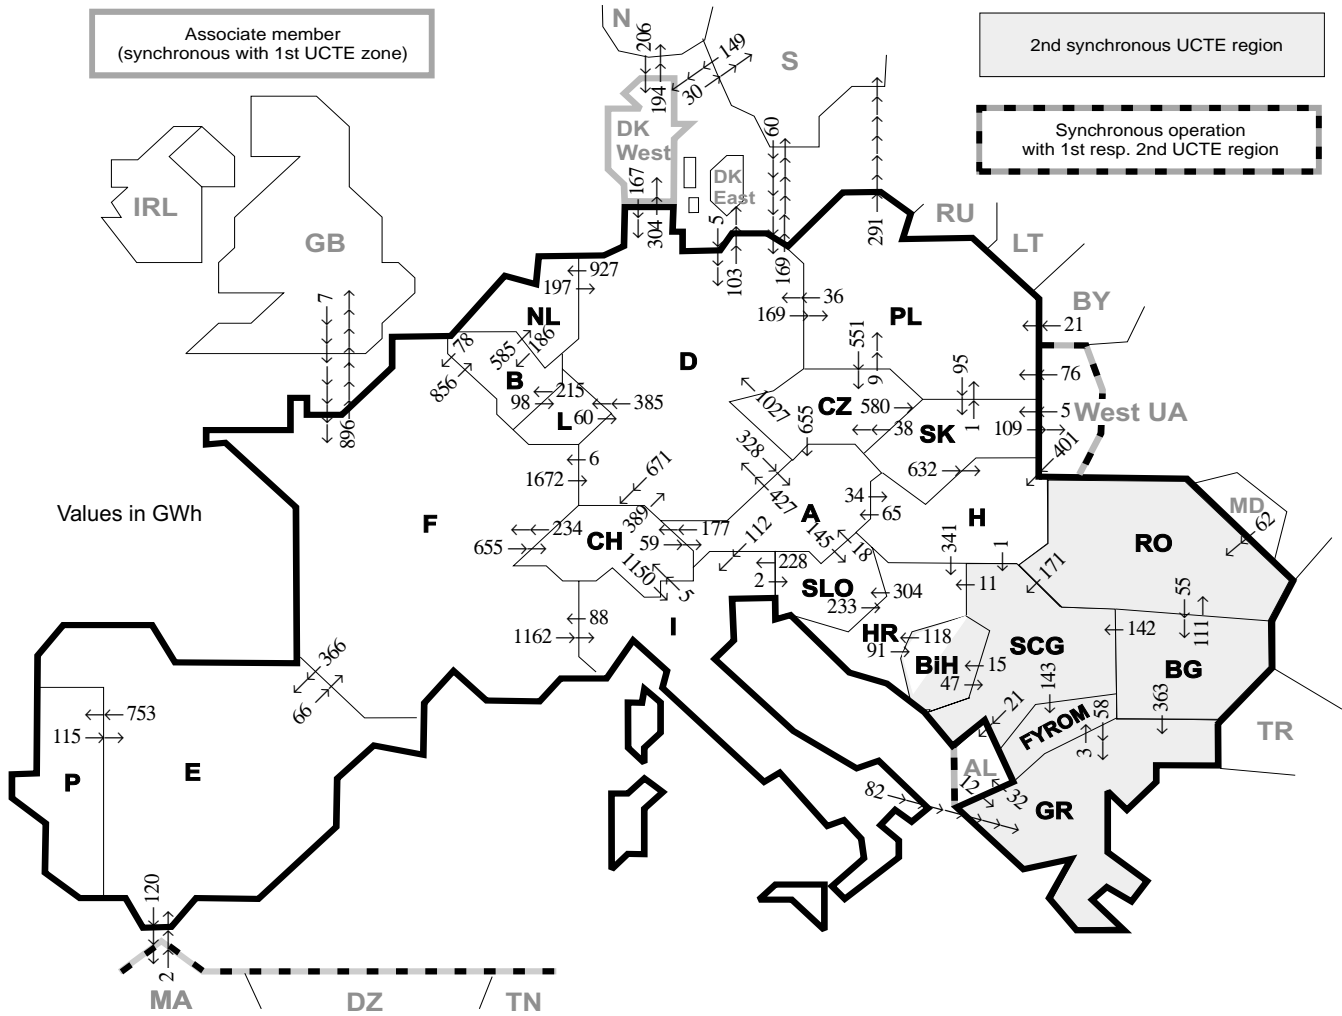 Associate member
(synchronous with 1st UCTE zone)
2nd synchronous UCTE region
Synchronous operation
with 1st resp. 2nd UCTE region
N
206
149
S
194
30
DK
West
60
IRL
GB
167
DK
East
304
5
103
169
291
RU
LT
BY
7
896
927
197
NL
78
585
186
856
B
98
215
L
60
385
D
36
169
PL
551
9
95
21
76
5
West UA
109
401
1027
CZ
580
655
38
SK
1
632
328
427
6
1672
671
389
Values in GWh
F
234
655
CH
177
59
1150
5
112
A
34
65
145
18
H
341
1
MD
62
RO
171
228
2
SLO
304
233
11
55
111
88
1162
I
HR
118
91
BiH
15
47
SCG
142
BG
143
363
21
58
FYROM
3
TR
366
66
753
115
P
E
AL
12
32
82
GR
120
2
MA
DZ
TN